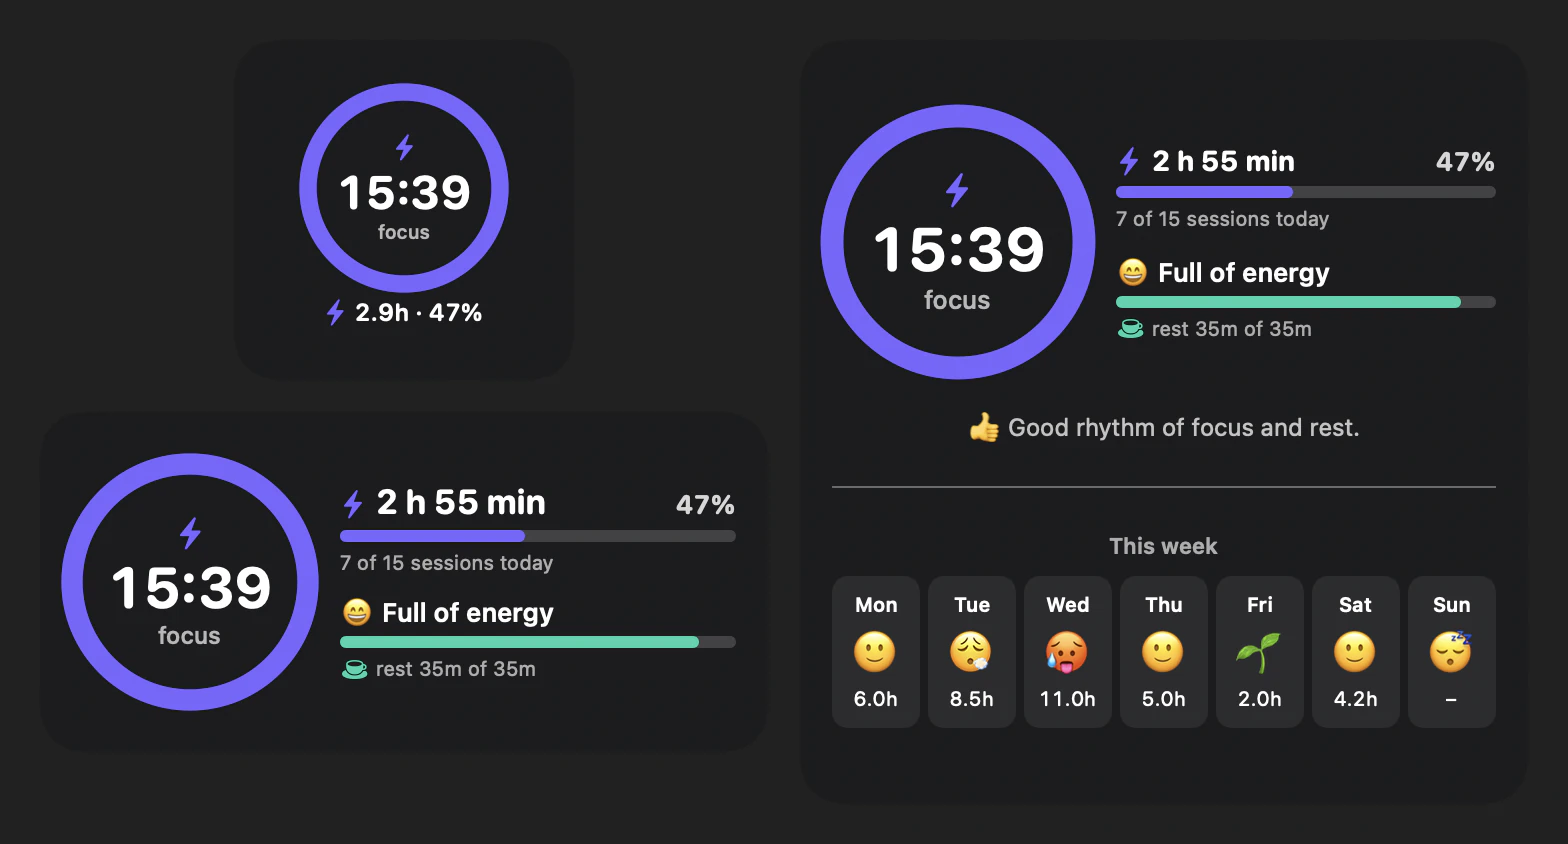 15:39
focus
2.9h · 47%
2 h 55 min 47%
15:39
7 of 15 sessions today
focus
Full of energy
rest 35m of 35m
2 h 55 min 47%
15:39
7 of 15 sessions today
focus
Full of energy
rest 35m of 35m
Good rhythm of focus and rest.
This week
Mon Tue Wed Thu Fri Sat Sun
6.0h 8.5h 11.0h 5.0h 2.0h 4.2h –